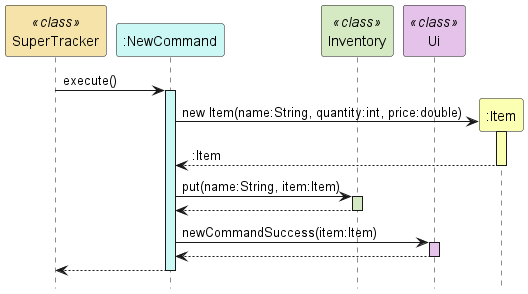 «class»
SuperTracker
:NewCommand
«class»
Inventory
«class»
Ui
execute()
new Item(name:String, quantity:int, price:double)
:Item
:Item
put(name:String, item:Item)
newCommandSuccess(item:Item)